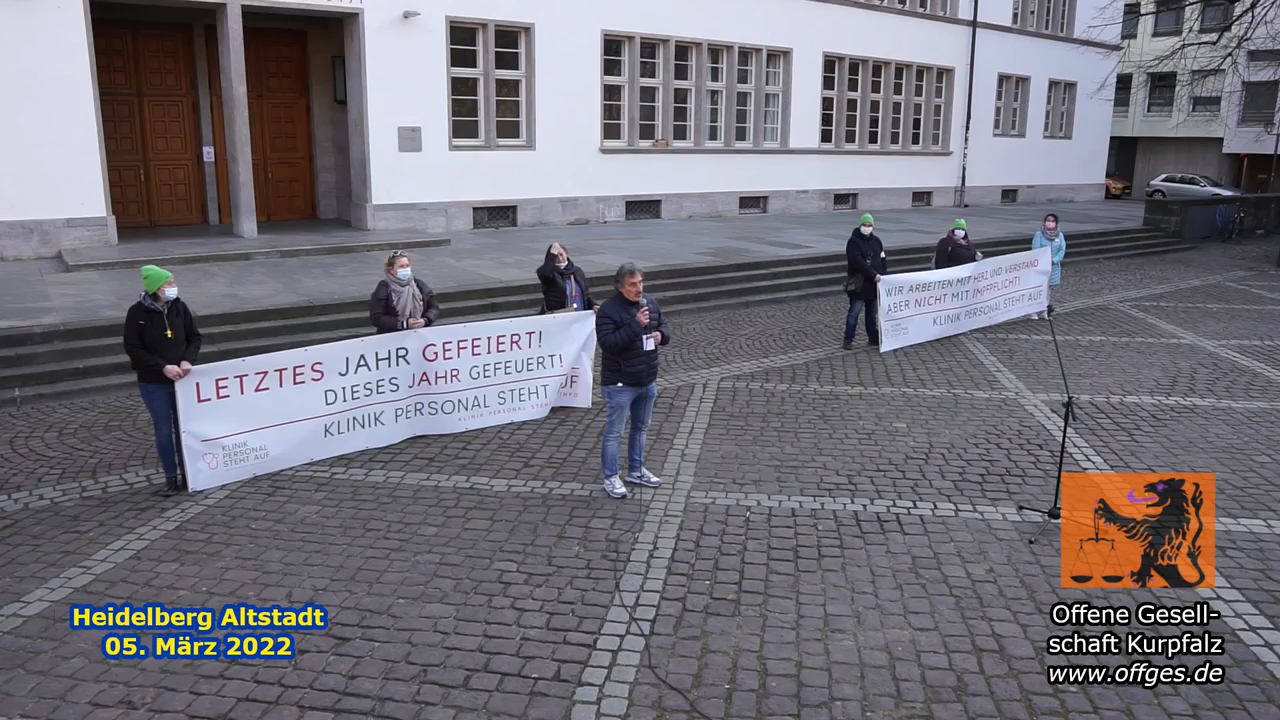 LETZTES JAHR GEFEIERT!
DIESES JAHR GEFEUERT!
KLINIK PERSONAL STEHT AUF
KLINIK
PERSONAL
STEHT AUF
WIR ARBEITEN MIT HERZ UND VERSTAND
ABER NICHT MIT IMPFPFLICHT!
KLINIK PERSONAL STEHT AUF
Heidelberg Altstadt
05. März 2022
Offene Gesell-
schaft Kurpfalz
www.offges.de